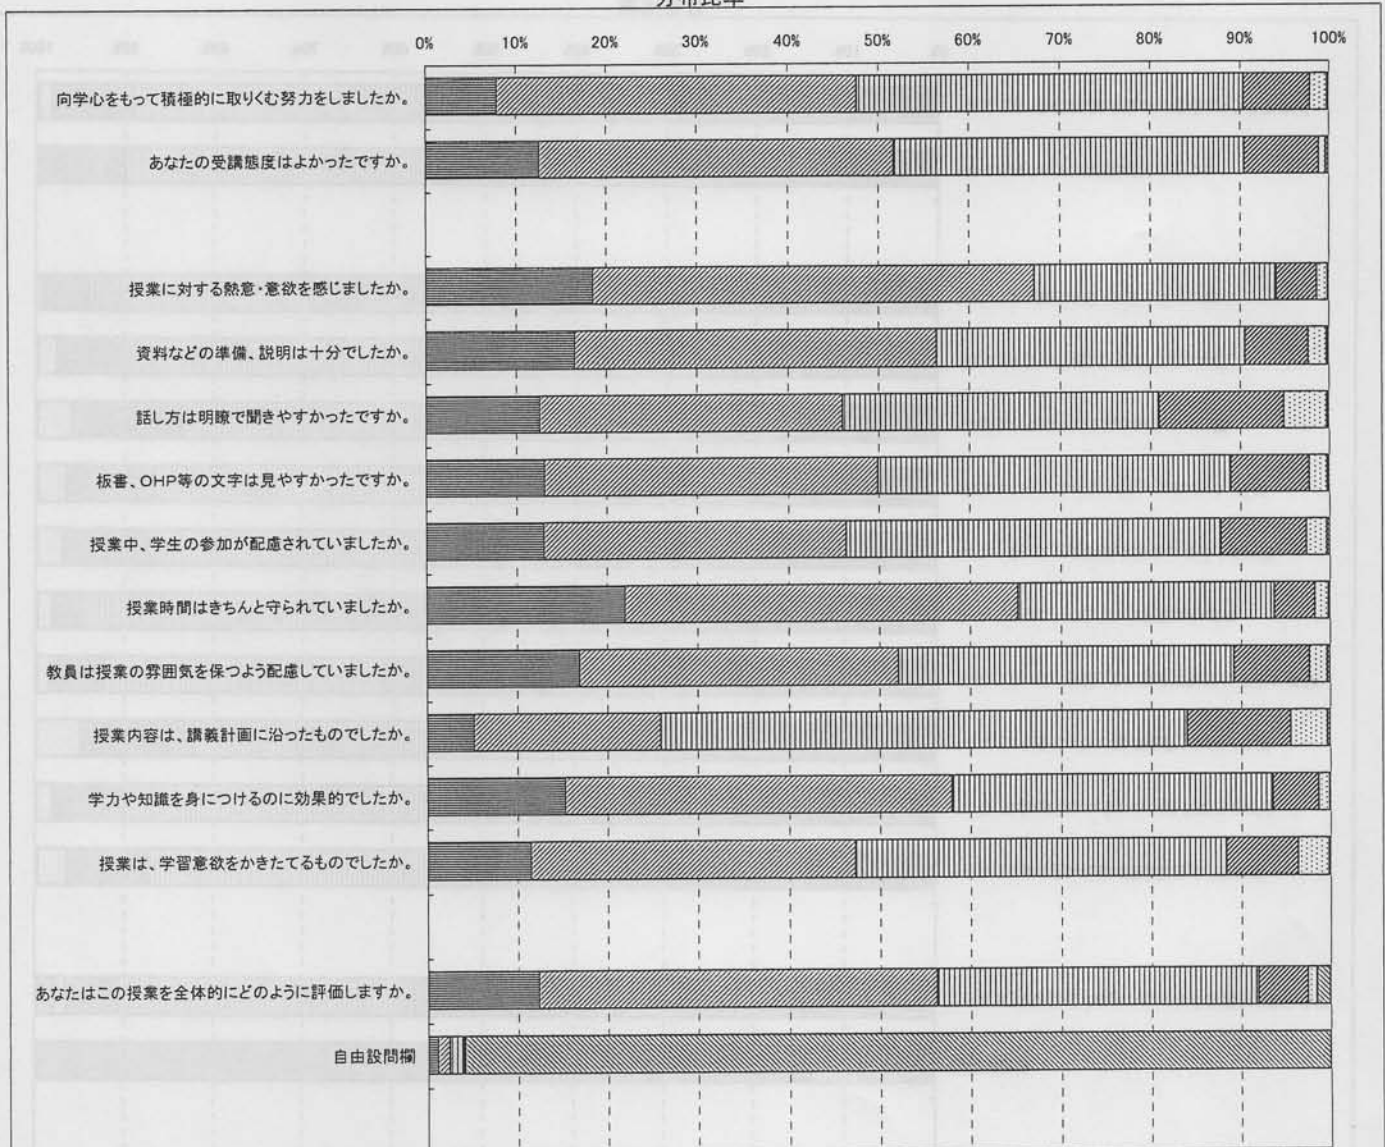 0% 10% 20% 30% 40% 50% 60% 70% 80% 90% 100%
向学心をもって積極的に取りくむ努力をしましたか。
あなたの受講態度はよかったですか。
授業に対する熱意・意欲を感じましたか。
資料などの準備、説明は十分でしたか。
話し方は明瞭で聞きやすかったですか。
板書、OHP等の文字は見やすかったですか。
授業中、学生の参加が配慮されていましたか。
授業時間はきちんと守られていましたか。
教員は授業の雰囲気を保つよう配慮していましたか。
授業内容は、講義計画に沿ったものでしたか。
学力や知識を身につけるのに効果的でしたか。
授業は、学習意欲をかきたてるものでしたか。
あなたはこの授業を全体的にどのように評価しますか。
自由設問欄